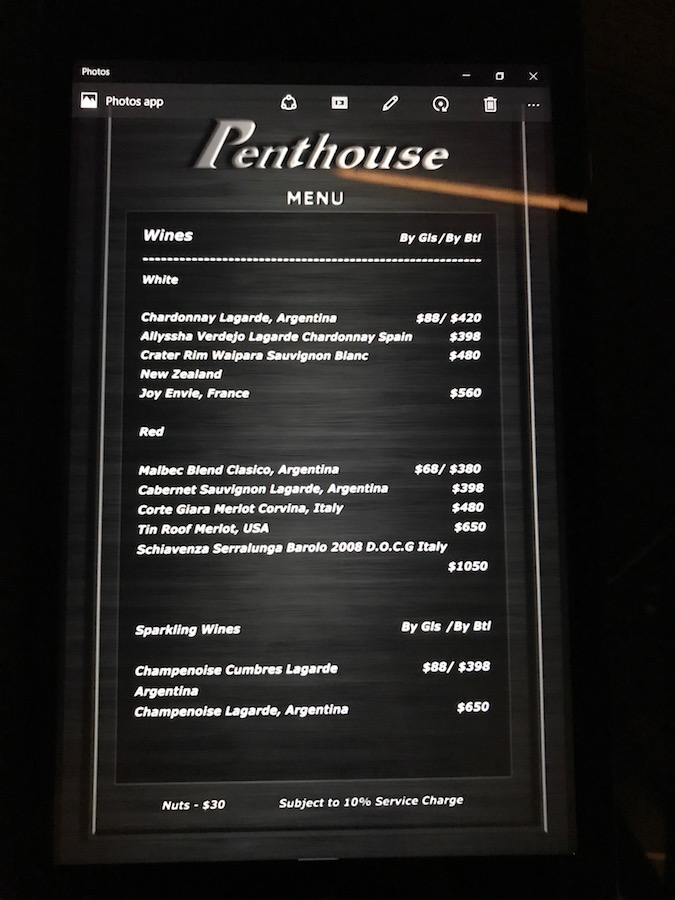 Photos
Photos app
Penthouse
MENU
Wines By Gls/By Btl
White
Chardonnay Lagarde, Argentina $88/ $420
Allyssha Verdejo Lagarde Chardonnay Spain $398
Crater Rim Waipara Sauvignon Blanc $480
New Zealand
Joy Envie, France $560
Red
Malbec Blend Clasico, Argentina $68/ $380
Cabernet Sauvignon Lagarde, Argentina $398
Corte Giara Merlot Corvina, Italy $480
Tin Roof Merlot, USA $650
Schiavenza Serralunga Barolo 2008 D.O.C.G Italy
$1050
Sparkling Wines By Gls /By Btl
Champenoise Cumbres Lagarde $88/ $398
Argentina
Champenoise Lagarde, Argentina $650
Nuts - $30 Subject to 10% Service Charge